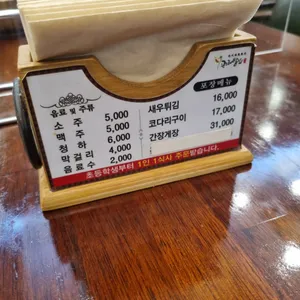 음료 및 주류
소주 5,000
맥주 5,000
청하 6,000
막걸리 4,000
음료수 2,000
포장메뉴
새우튀김 16,000
코다리구이 17,000
간장게장 31,000
초등학생부터 1인 1식사 주문받습니다.